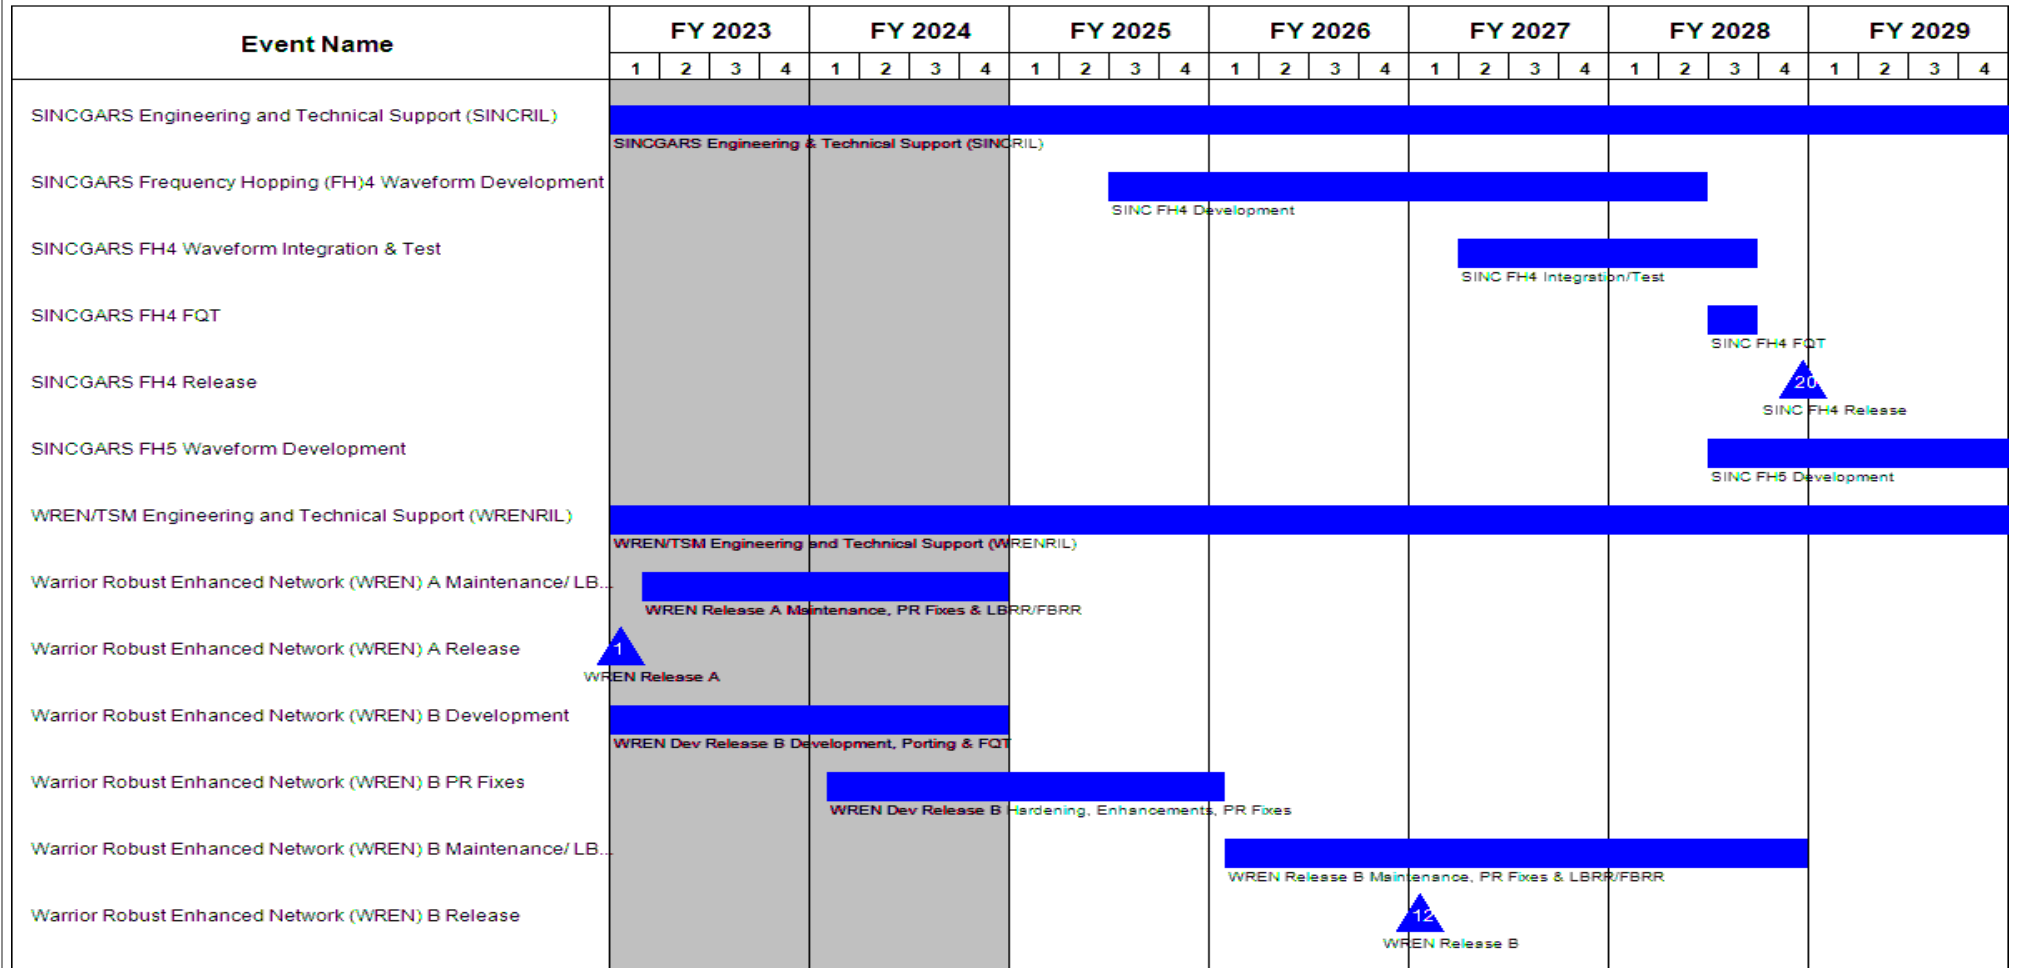 Event Name
FY 2023 FY 2024 FY 2025 FY 2026 FY 2027 FY 2028 FY 2029
1 2 3 4 1 2 3 4 1 2 3 4 1 2 3 4 1 2 3 4 1 2 3 4 1 2 3 4
SINCGARS Engineering and Technical Support (SINCRIL)
SINCGARS Engineering & Technical Support (SINCRIL)
SINCGARS Frequency Hopping (FH)4 Waveform Development
SINC FH4 Development
SINCGARS FH4 Waveform Integration & Test
SINC FH4 Integration/Test
SINCGARS FH4 FQT
SINC FH4 FQT
SINCGARS FH4 Release
20
SINC FH4 Release
SINCGARS FH5 Waveform Development
SINC FH5 Development
WREN/TSM Engineering and Technical Support (WRENRIL)
WREN/TSM Engineering and Technical Support (WRENRIL)
Warrior Robust Enhanced Network (WREN) A Maintenance/ LB...
WREN Release A Maintenance, PR Fixes & LBRR/FBRR
Warrior Robust Enhanced Network (WREN) A Release
1
WREN Release A
Warrior Robust Enhanced Network (WREN) B Development
WREN Dev Release B Development, Porting & FQT
Warrior Robust Enhanced Network (WREN) B PR Fixes
WREN Dev Release B Hardening, Enhancements, PR Fixes
Warrior Robust Enhanced Network (WREN) B Maintenance/ LB...
WREN Release B Maintenance, PR Fixes & LBRR/FBRR
Warrior Robust Enhanced Network (WREN) B Release
12
WREN Release B